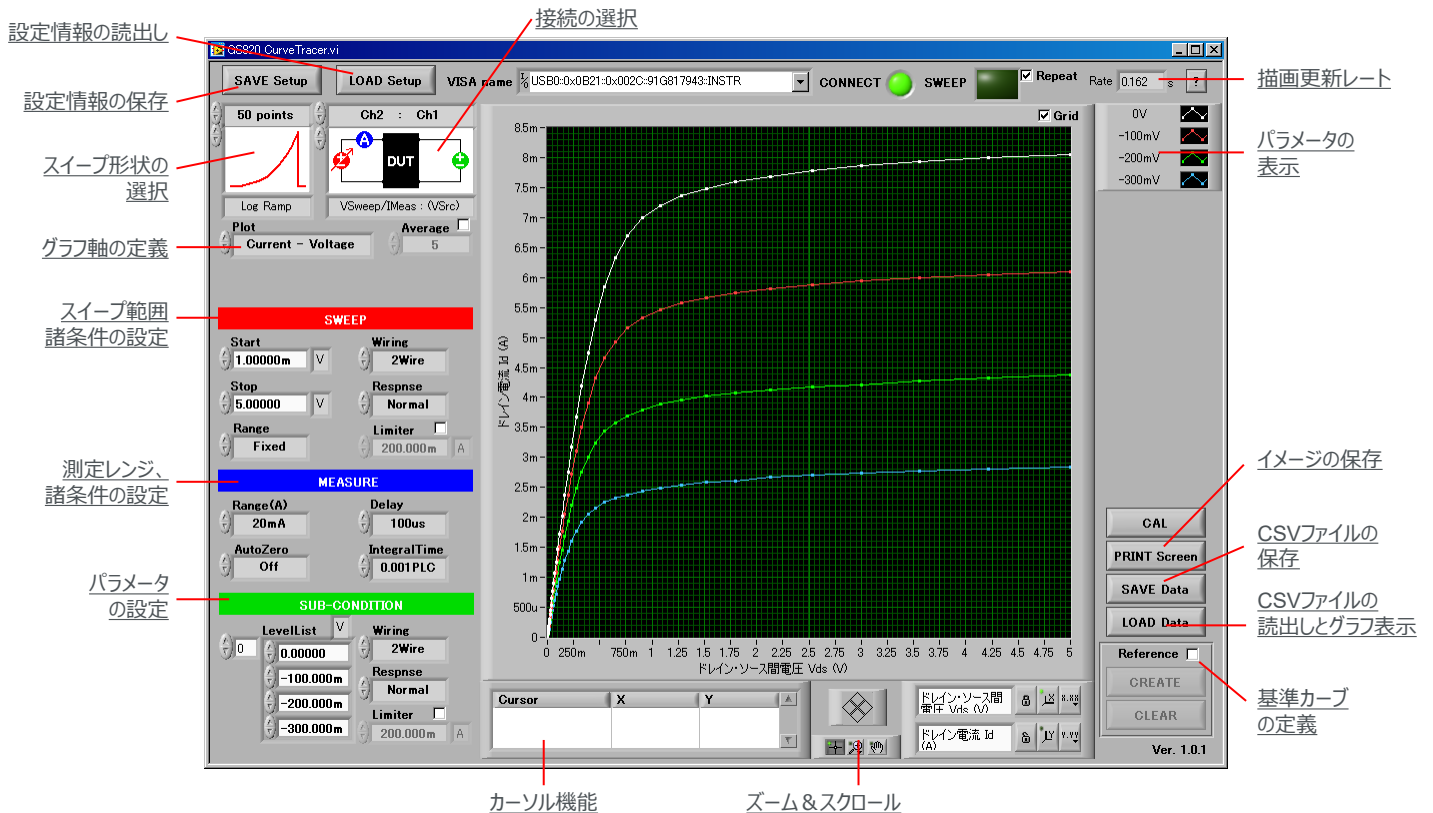 接続の選択
設定情報の読出し
設定情報の保存
スイープ形状の
選択
グラフ軸の定義
スイープ範囲
諸条件の設定
測定レンジ、
諸条件の設定
パラメータ
の設定
GS820 CurveTracer.vi
SAVE Setup
LOAD Setup
VISA name
I/O USB0::0x0B21::0x002C::91G817943::INSTR
CONNECT
SWEEP
Repeat
Rate 0.162 s ?
50 points
Ch2 : Ch1
A
DUT
Log Ramp
VSweep/IMeas : (VSrc)
Plot
Current - Voltage
Average
5
SWEEP
Start
1.00000m V
Wiring
2Wire
Stop
5.00000 V
Respnse
Normal
Range
Fixed
Limiter
200.000m A
MEASURE
Range(A)
20mA
Delay
100us
AutoZero
Off
IntegralTime
0.001PLC
SUB-CONDITION
LevelList V
0
0.00000
-100.000m
-200.000m
-300.000m
Wiring
2Wire
Respnse
Normal
Limiter
200.000m A
Grid
ドレイン電流 Id (A)
8.5m
8m
7.5m
7m
6.5m
6m
5.5m
5m
4.5m
4m
3.5m
3m
2.5m
2m
1.5m
1m
500u
0
0 250m 750m 1 1.25 1.5 1.75 2 2.25 2.5 2.75 3 3.25 3.5 3.75 4 4.25 4.5 4.75 5
ドレイン・ソース間電圧 Vds (V)
Cursor X Y
ドレイン・ソース間
電圧 Vds (V)
X X.XX
ドレイン電流 Id
(A)
Y Y.YY
0V
-100mV
-200mV
-300mV
CAL
PRINT Screen
SAVE Data
LOAD Data
Reference
CREATE
CLEAR
Ver. 1.0.1
描画更新レート
パラメータの
表示
イメージの保存
CSVファイルの
保存
CSVファイルの
読出しとグラフ表示
基準カーブ
の定義
カーソル機能
ズーム＆スクロール